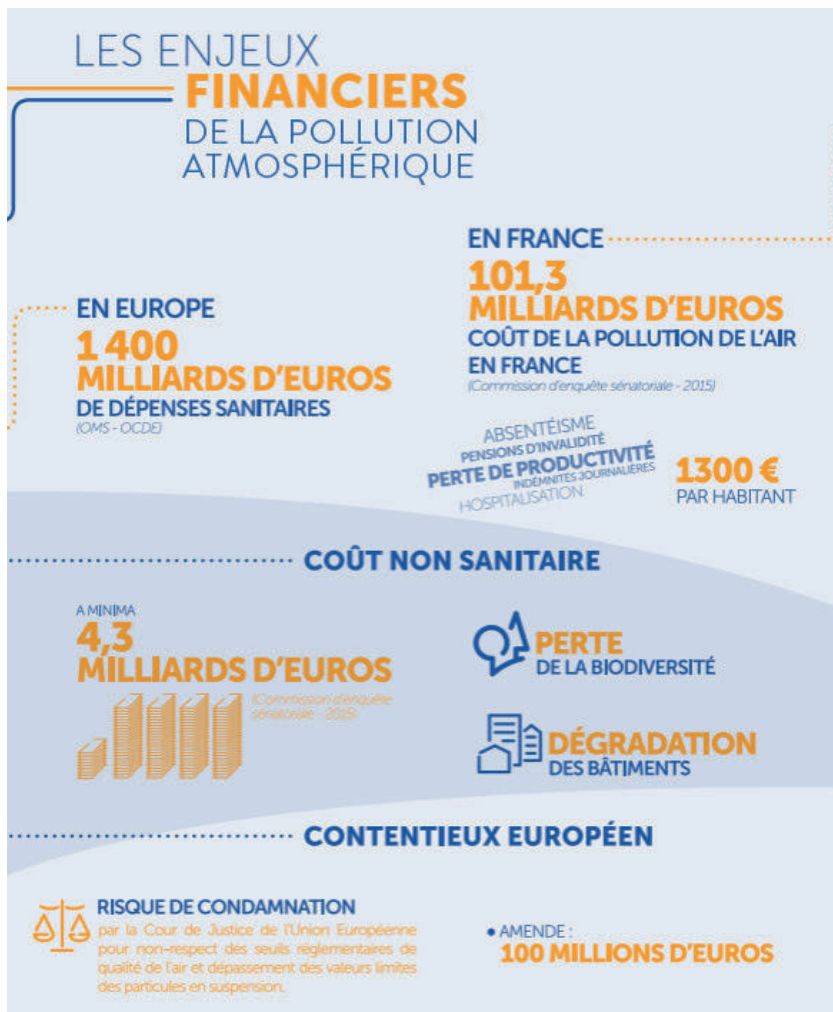 LES ENJEUX
FINANCIERS
DE LA POLLUTION
ATMOSPHÉRIQUE
EN EUROPE
1 400
MILLIARDS D'EUROS
DE DÉPENSES SANITAIRES
(OMS - OCDE)
EN FRANCE
101,3
MILLIARDS D'EUROS
COÛT DE LA POLLUTION DE L'AIR
EN FRANCE
(Commission d'enquête sénatoriale - 2015)
ABSENTÉISME
PENSIONS D'INVALIDITÉ
PERTE DE PRODUCTIVITÉ
INDEMNITÉS JOURNALIÈRES
HOSPITALISATION
1300 €
PAR HABITANT
COÛT NON SANITAIRE
A MINIMA
4,3
MILLIARDS D'EUROS
(Commission d'enquête
sénatoriale - 2015)
PERTE
DE LA BIODIVERSITÉ
DÉGRADATION
DES BÂTIMENTS
CONTENTIEUX EUROPÉEN
RISQUE DE CONDAMNATION
par la Cour de Justice de l'Union Européenne
pour non-respect des seuils réglementaires de
qualité de l'air et dépassement des valeurs limites
des particules en suspension.
• AMENDE :
100 MILLIONS D'EUROS